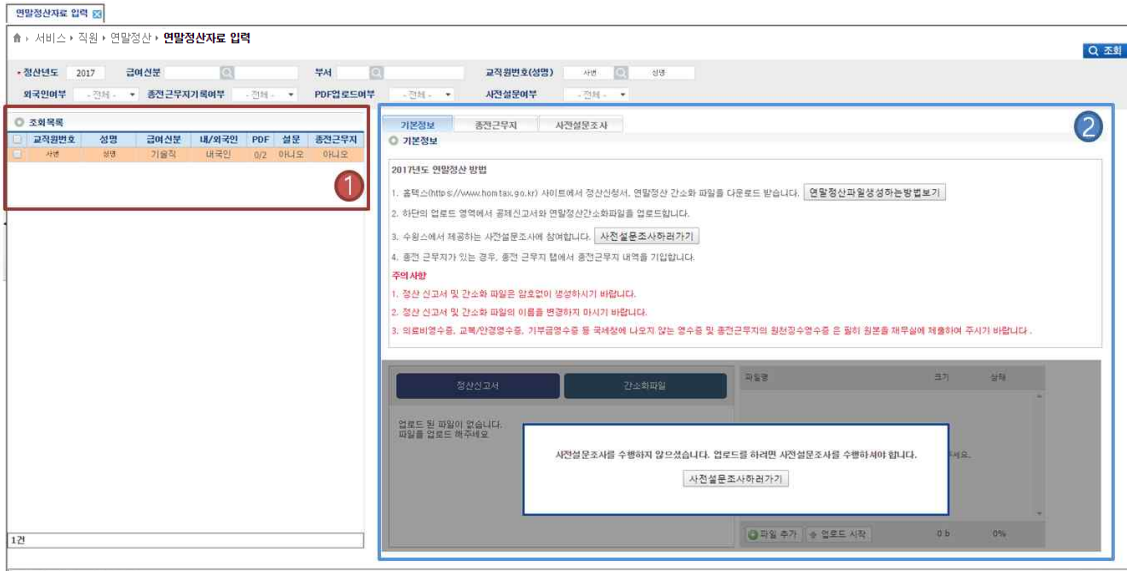 연말정산자료 입력
서비스 › 직원 › 연말정산 › 연말정산자료 입력
조회
정산년도 2017 급여신분 부서 교직원번호(성명) 사번 성명
외국인여부 - 전체 - 종전근무지기록여부 - 전체 - PDF업로드여부 - 전체 - 사전설문여부 - 전체 -
조회목록
교직원번호 성명 급여신분 내/외국인 PDF 설문 종전근무지
사번 성명 기술직 내국인 0/2 아니오 아니오
1
1건
기본정보 종전근무지 사전설문조사
2
기본정보
2017년도 연말정산 방법
1. 홈택스(https://www.homtax.go.kr) 사이트에서 정산신청서, 연말정산 간소화 파일을 다운로드 받습니다. 연말정산파일생성하는방법보기
2. 하단의 업로드 영역에서 공제신고서와 연말정산간소화파일을 업로드합니다.
3. 수윙스에서 제공하는 사전설문조사에 참여합니다. 사전설문조사하러가기
4. 종전 근무지가 있는 경우, 종전 근무지 탭에서 종전근무지 내역을 기입합니다.
주의사항
1. 정산 신고서 및 간소화 파일은 암호없이 생성하시기 바랍니다.
2. 정산 신고서 및 간소화 파일의 이름을 변경하지 마시기 바랍니다.
3. 의료비영수증, 교복/안경영수증, 기부금영수증 등 국세청에 나오지 않는 영수증 및 종전근무지의 원천징수영수증 은 필히 원본을 재무실에 제출하여 주시기 바랍니다 .
정산신고서 간소화파일 파일명 크기 상태
업로드 된 파일이 없습니다.
파일를 업로드 해주세요
사전설문조사를 수행하지 않으셨습니다. 업로드를 하려면 사전설문조사를 수행하셔야 합니다.
세요.
사전설문조사하러가기
파일 추가 업로드 시작 0 b 0%